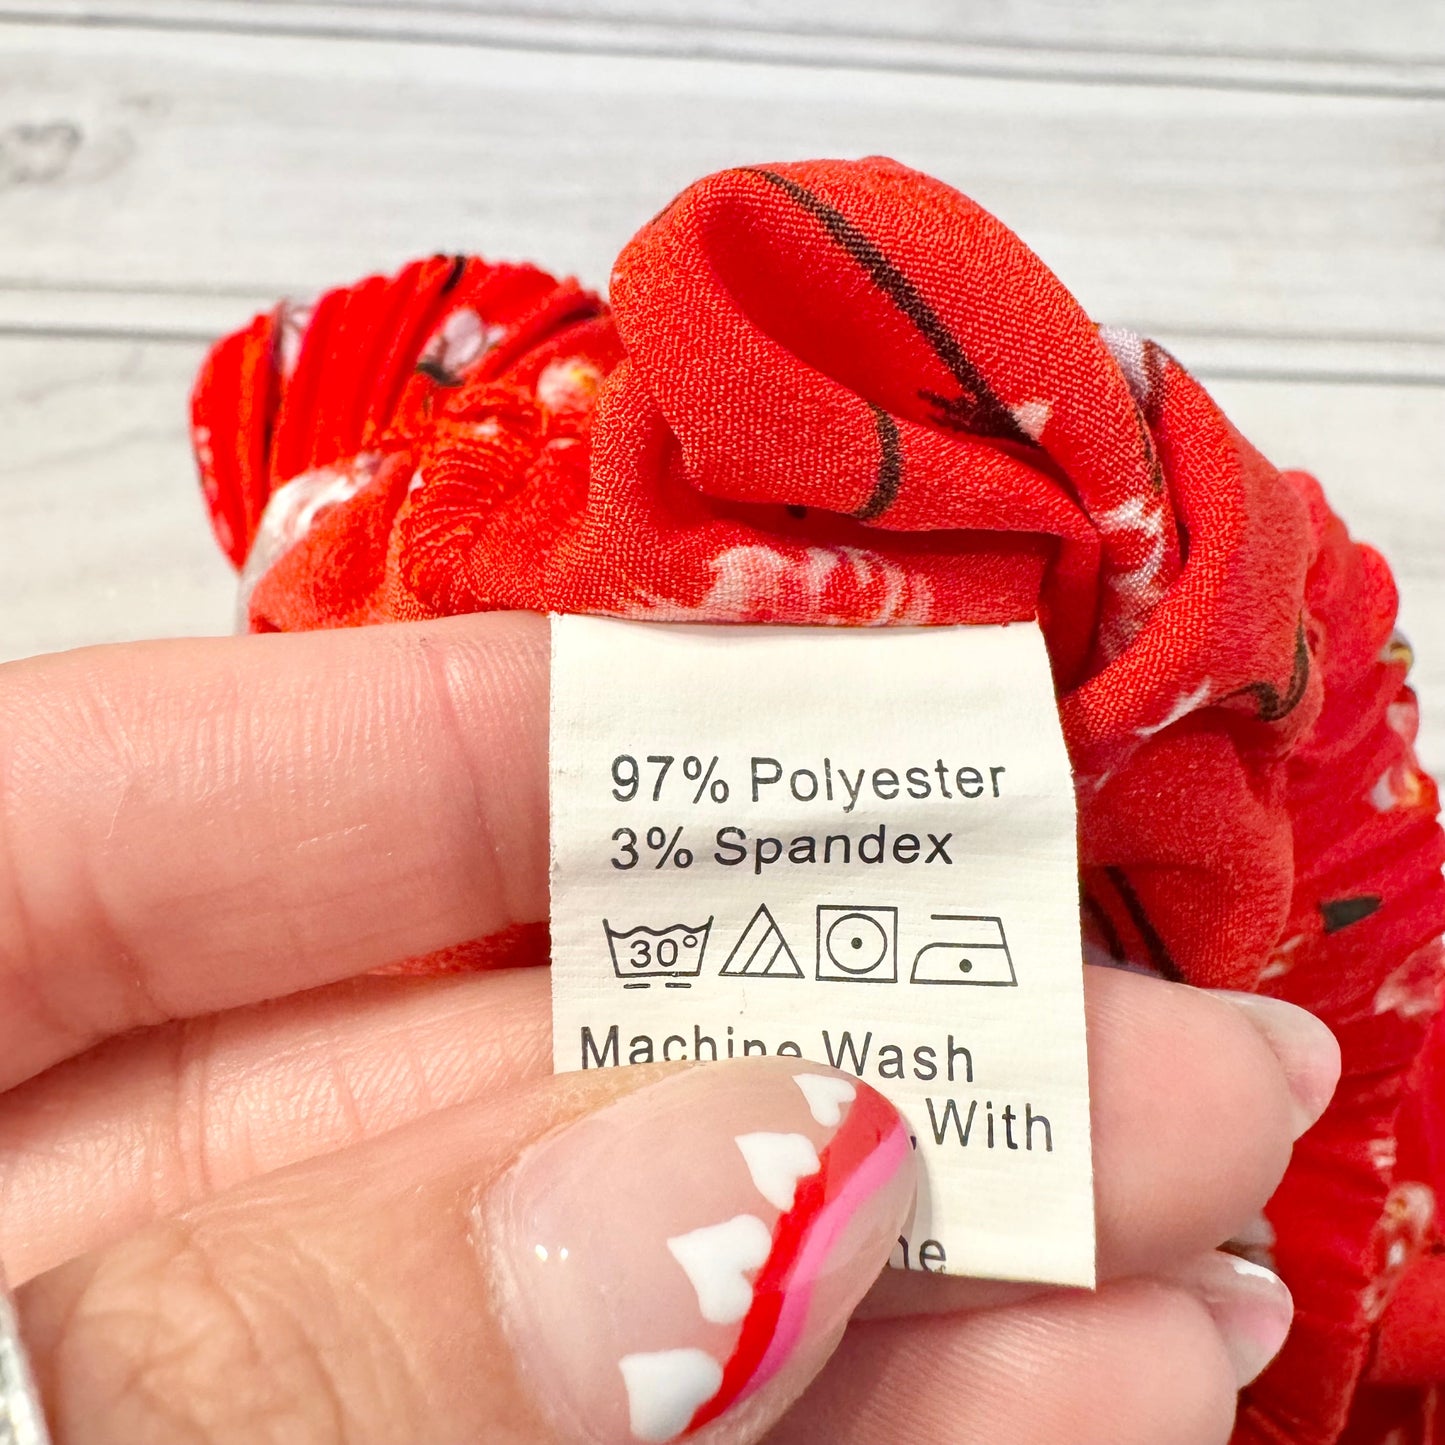 97% Polyester
3% Spandex
30°
Machine Wash
, With